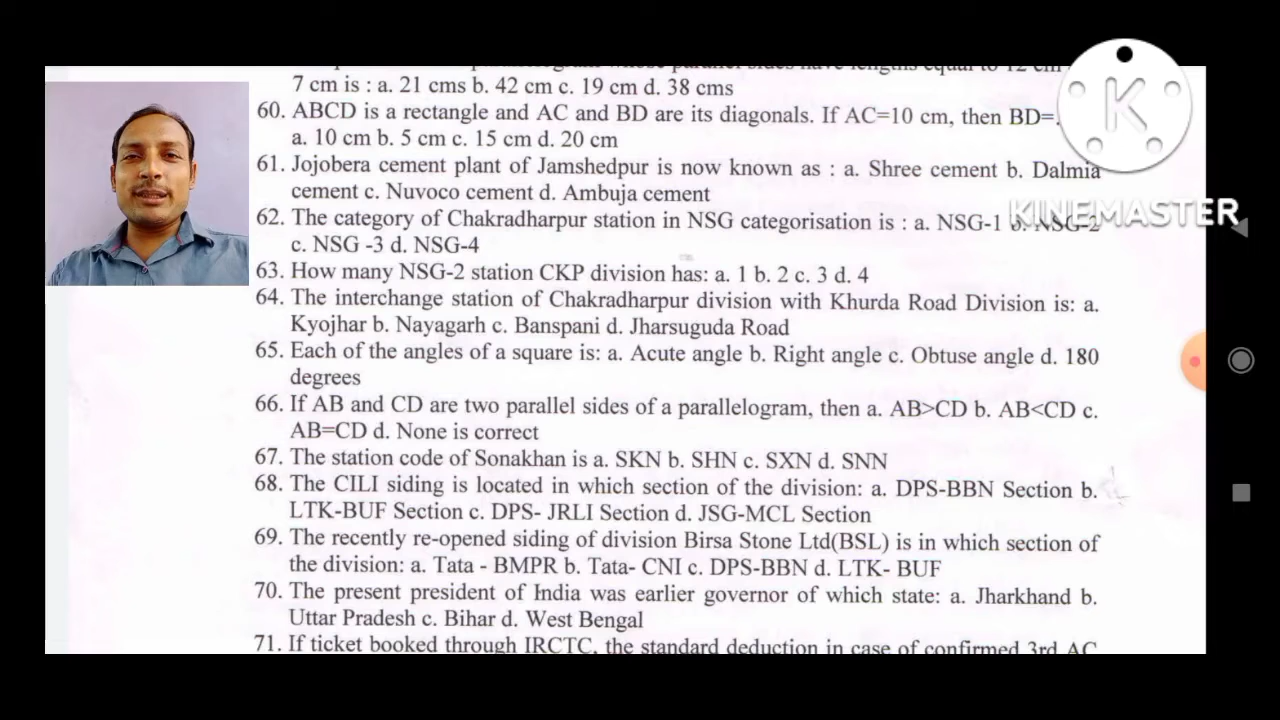 7 cm is : a. 21 cms b. 42 cm c. 19 cm d. 38 cms
60. ABCD is a rectangle and AC and BD are its diagonals. If AC=10 cm, then BD=
a. 10 cm b. 5 cm c. 15 cm d. 20 cm
61. Jojobera cement plant of Jamshedpur is now known as : a. Shree cement b. Dalmia
cement c. Nuvoco cement d. Ambuja cement
62. The category of Chakradharpur station in NSG categorisation is : a. NSG-1 b. NSG-2
c. NSG -3 d. NSG-4
KINEMASTER
63. How many NSG-2 station CKP division has: a. 1 b. 2 c. 3 d. 4
64. The interchange station of Chakradharpur division with Khurda Road Division is: a.
Kyojhar b. Nayagarh c. Banspani d. Jharsuguda Road
65. Each of the angles of a square is: a. Acute angle b. Right angle c. Obtuse angle d. 180
degrees
66. If AB and CD are two parallel sides of a parallelogram, then a. AB>CD b. AB<CD c.
AB=CD d. None is correct
67. The station code of Sonakhan is a. SKN b. SHN c. SXN d. SNN
68. The CILI siding is located in which section of the division: a. DPS-BBN Section b.
LTK-BUF Section c. DPS- JRLI Section d. JSG-MCL Section
69. The recently re-opened siding of division Birsa Stone Ltd(BSL) is in which section of
the division: a. Tata - BMPR b. Tata- CNI c. DPS-BBN d. LTK- BUF
70. The present president of India was earlier governor of which state: a. Jharkhand b.
Uttar Pradesh c. Bihar d. West Bengal
71. If ticket booked through IRCTC, the standard deduction in case of confirmed 3rd AC